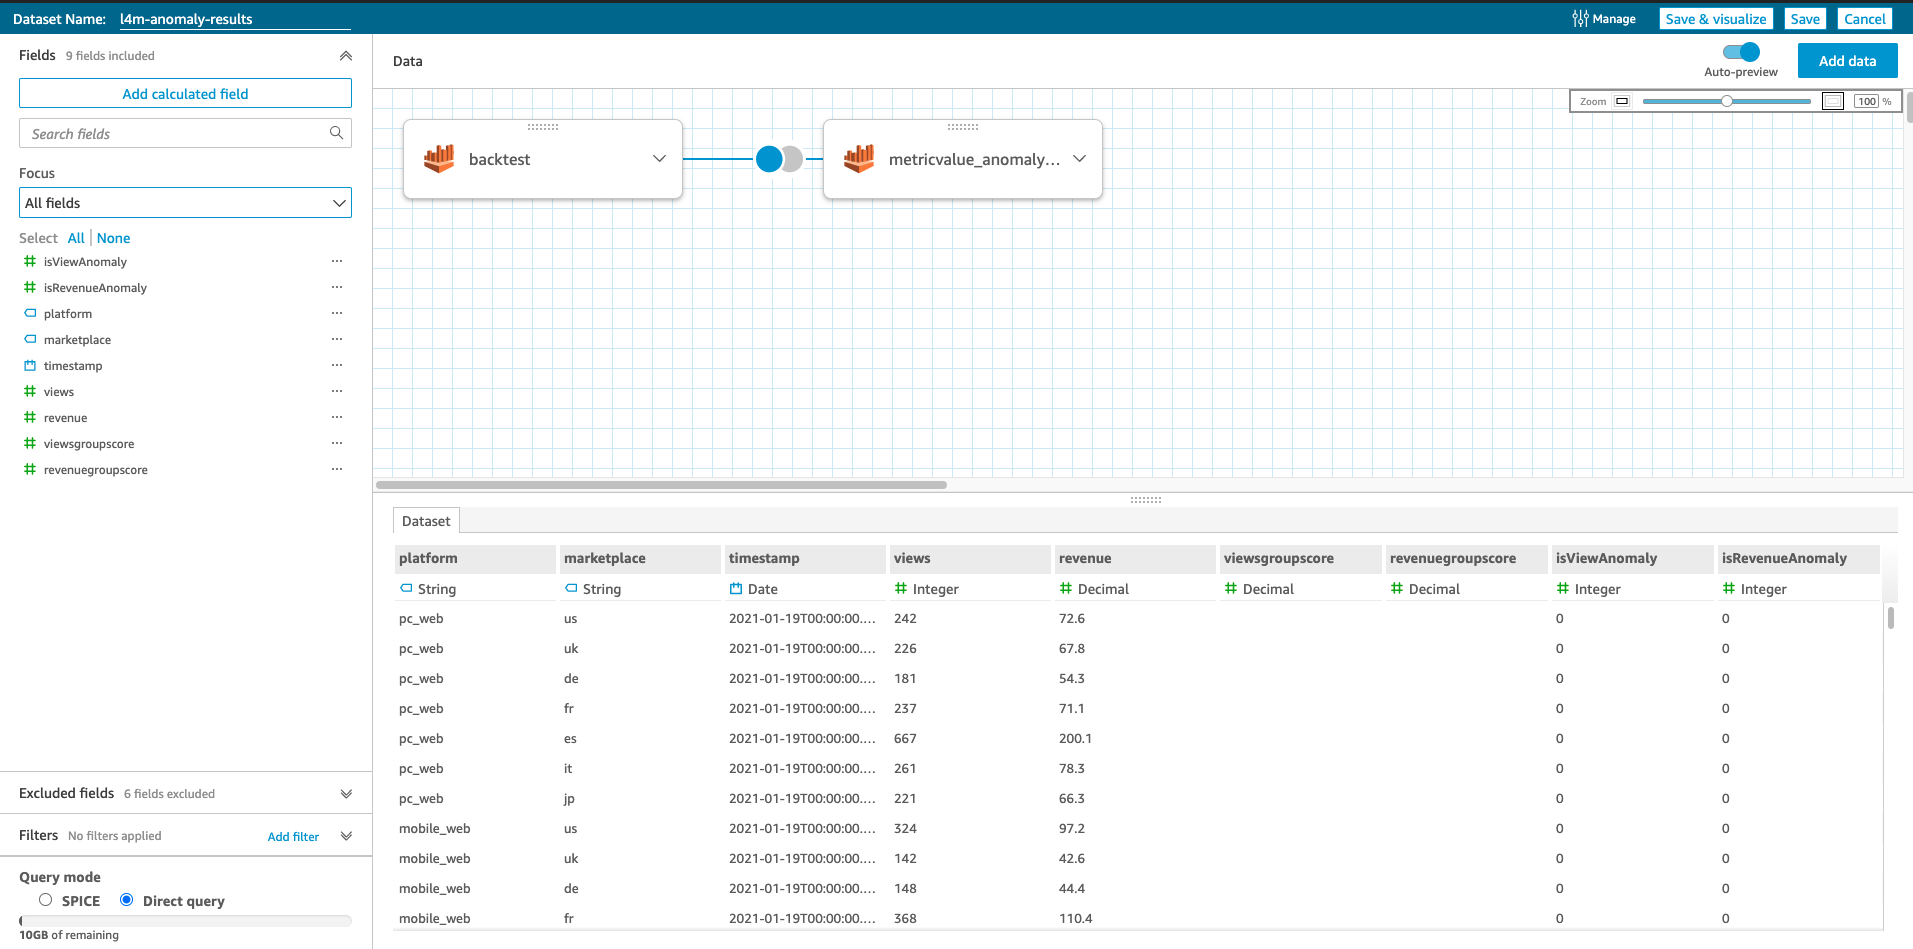 Dataset Name: l4m-anomaly-results
Manage
Save & visualize
Save
Cancel
Fields 9 fields included
Add calculated field
Search fields
Focus
All fields
Select All None
isViewAnomaly
isRevenueAnomaly
platform
marketplace
timestamp
views
revenue
viewsgroupscore
revenuegroupscore
Excluded fields 6 fields excluded
Filters No filters applied Add filter
Query mode
SPICE Direct query
10GB of remaining
Data
Auto-preview
Add data
Zoom 100 %
backtest
metricvalue_anomaly...
Dataset
platform marketplace timestamp views revenue viewsgroupscore revenuegroupscore isViewAnomaly isRevenueAnomaly
String String Date Integer Decimal Decimal Decimal Integer Integer
pc_web us 2021-01-19T00:00:00.... 242 72.6 0 0
pc_web uk 2021-01-19T00:00:00.... 226 67.8 0 0
pc_web de 2021-01-19T00:00:00.... 181 54.3 0 0
pc_web fr 2021-01-19T00:00:00.... 237 71.1 0 0
pc_web es 2021-01-19T00:00:00.... 667 200.1 0 0
pc_web it 2021-01-19T00:00:00.... 261 78.3 0 0
pc_web jp 2021-01-19T00:00:00.... 221 66.3 0 0
mobile_web us 2021-01-19T00:00:00.... 324 97.2 0 0
mobile_web uk 2021-01-19T00:00:00.... 142 42.6 0 0
mobile_web de 2021-01-19T00:00:00.... 148 44.4 0 0
mobile_web fr 2021-01-19T00:00:00.... 368 110.4 0 0